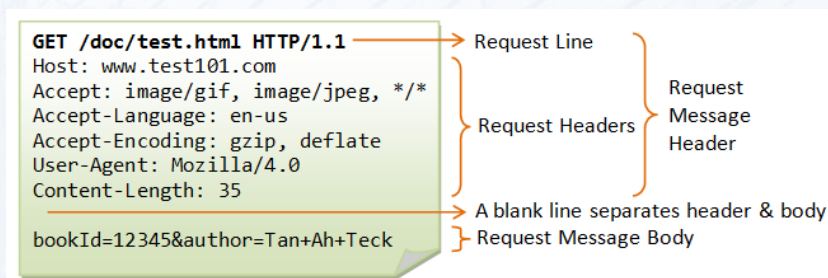 GET /doc/test.html HTTP/1.1
Host: www.test101.com
Accept: image/gif, image/jpeg, */*
Accept-Language: en-us
Accept-Encoding: gzip, deflate
User-Agent: Mozilla/4.0
Content-Length: 35
bookId=12345&author=Tan+Ah+Teck
Request Line
Request Headers
Request
Message
Header
A blank line separates header & body
Request Message Body